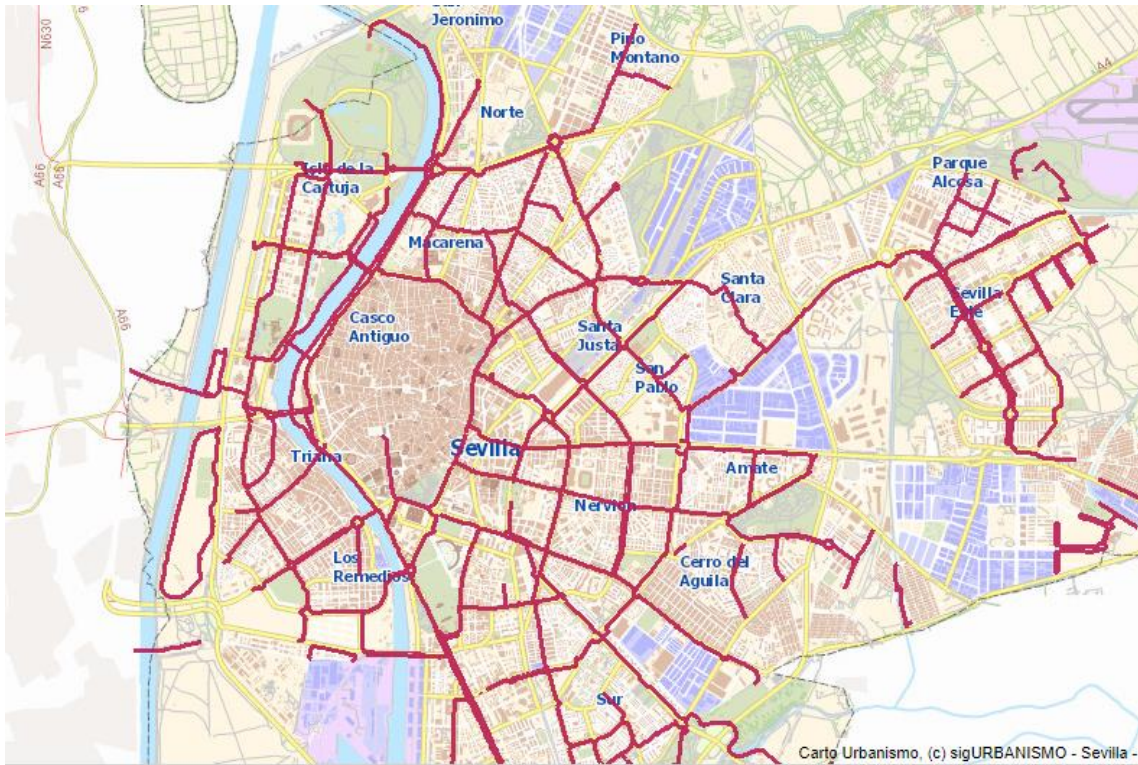 Jeronimo
N630
Pino
Montano
A4
Norte
A66
A66
Isla de la
Cartuja
Parque
Alcosa
Macarena
Santa
Clara
A66
Casco
Antiguo
Sevilla
Este
Santa
Justa
San
Pablo
Sevilla
Triana
Amate
Nervion
Los
Remedios
Cerro del
Aguila
Sur
Carto Urbanismo, (c) sigURBANISMO - Sevilla -